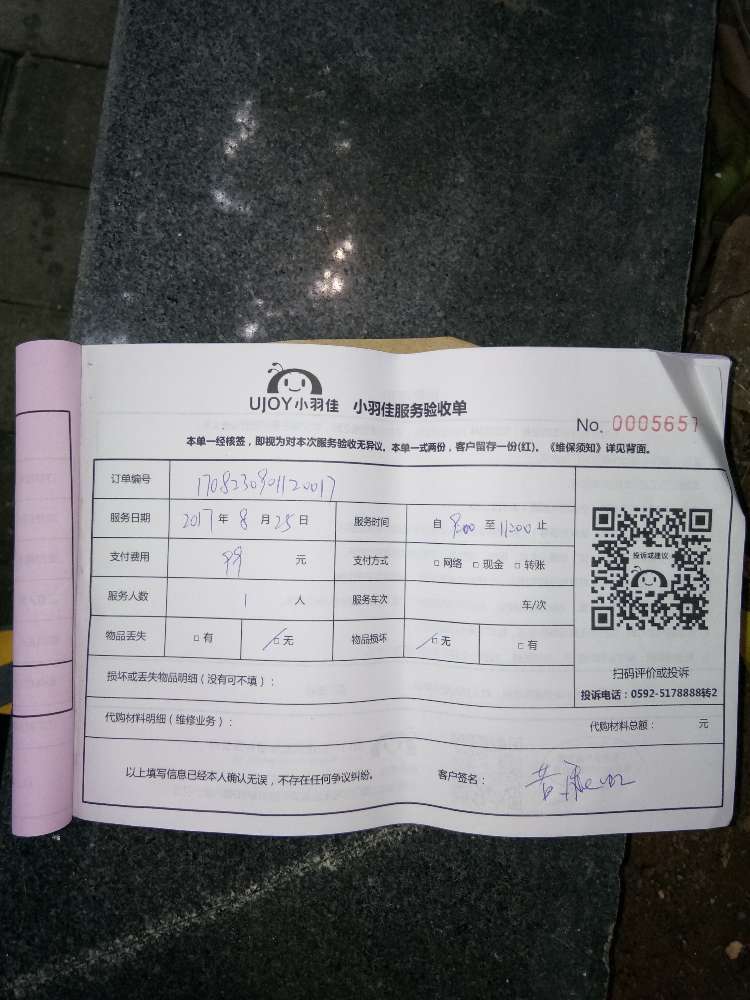 UJOY小羽佳 小羽佳服务验收单
No. 0005657
本单一经核签，即视为对本次服务验收无异议。本单一式两份，客户留存一份(红)。《维保须知》详见背面。
订单编号 1708230901120017
服务日期 2017 年 8 月 25 日 服务时间 自 9:00 至 11:00 止
支付费用 99 元 支付方式 □网络 □现金 □转账
服务人数 1 人 服务车次 车/次
物品丢失 □有 □无 物品损坏 □无 □有
投诉或建议
扫码评价或投诉
投诉电话：0592-5178888转2
损坏或丢失物品明细（没有可不填）：
代购材料明细（维修业务）： 代购材料总额： 元
以上填写信息已经本人确认无误，不存在任何争议纠纷。 客户签名：